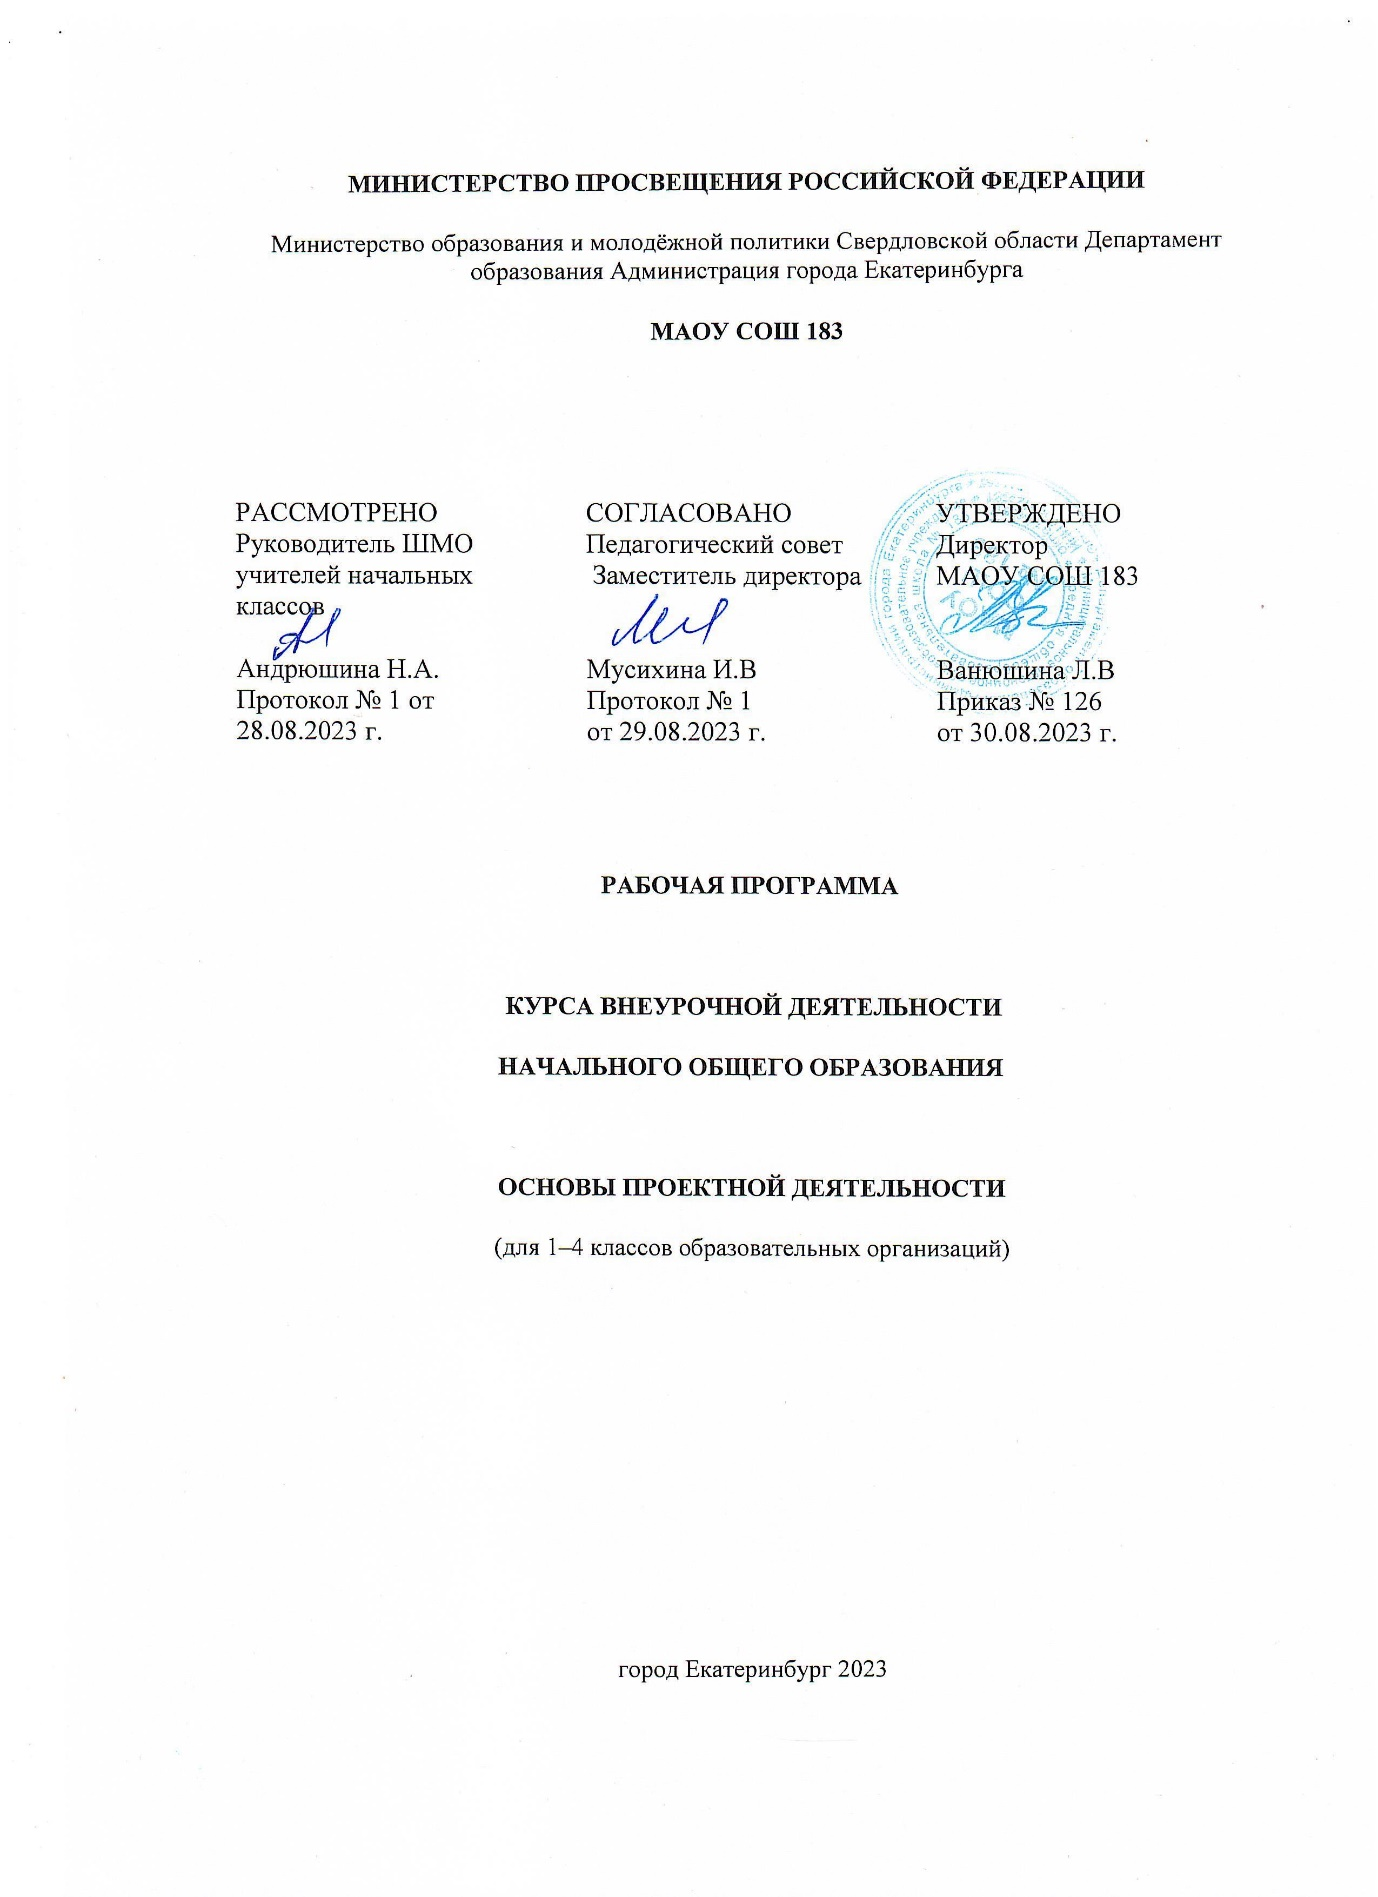 МИНИСТЕРСТВО ПРОСВЕЩЕНИЯ РОССИЙСКОЙ ФЕДЕРАЦИИ
Министерство образования и молодёжной политики Свердловской области Департамент
образования Администрация города Екатеринбурга
МАОУ СОШ 183
РАССМОТРЕНО
Руководитель ШМО
учителей начальных
классов
Андрюшина Н.А.
Протокол № 1 от
28.08.2023 г.
СОГЛАСОВАНО
Педагогический совет
Заместитель директора
Мусихина И.В
Протокол № 1
от 29.08.2023 г.
УТВЕРЖДЕНО
Директор
МАОУ СОШ 183
Ванюшина Л.В
Приказ № 126
от 30.08.2023 г.
РАБОЧАЯ ПРОГРАММА
КУРСА ВНЕУРОЧНОЙ ДЕЯТЕЛЬНОСТИ
НАЧАЛЬНОГО ОБЩЕГО ОБРАЗОВАНИЯ
ОСНОВЫ ПРОЕКТНОЙ ДЕЯТЕЛЬНОСТИ
(для 1–4 классов образовательных организаций)
город Екатеринбург 2023